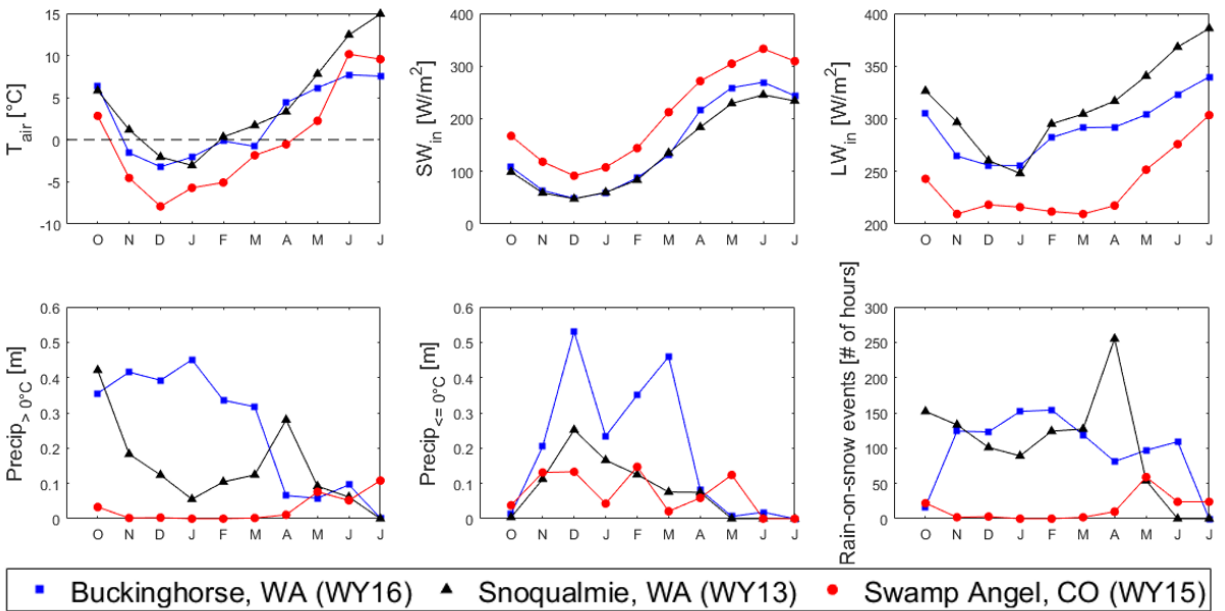 T_air [°C]
15
10
5
0
-5
-10
O N D J F M A M J J
SW_in [W/m²]
400
300
200
100
0
O N D J F M A M J J
LW_in [W/m²]
400
350
300
250
200
O N D J F M A M J J
Precip_> 0°C [m]
0.6
0.5
0.4
0.3
0.2
0.1
0
O N D J F M A M J J
Precip_<= 0°C [m]
0.6
0.5
0.4
0.3
0.2
0.1
0
O N D J F M A M J J
Rain-on-snow events [# of hours]
300
250
200
150
100
50
0
O N D J F M A M J J
Buckinghorse, WA (WY16) Snoqualmie, WA (WY13) Swamp Angel, CO (WY15)